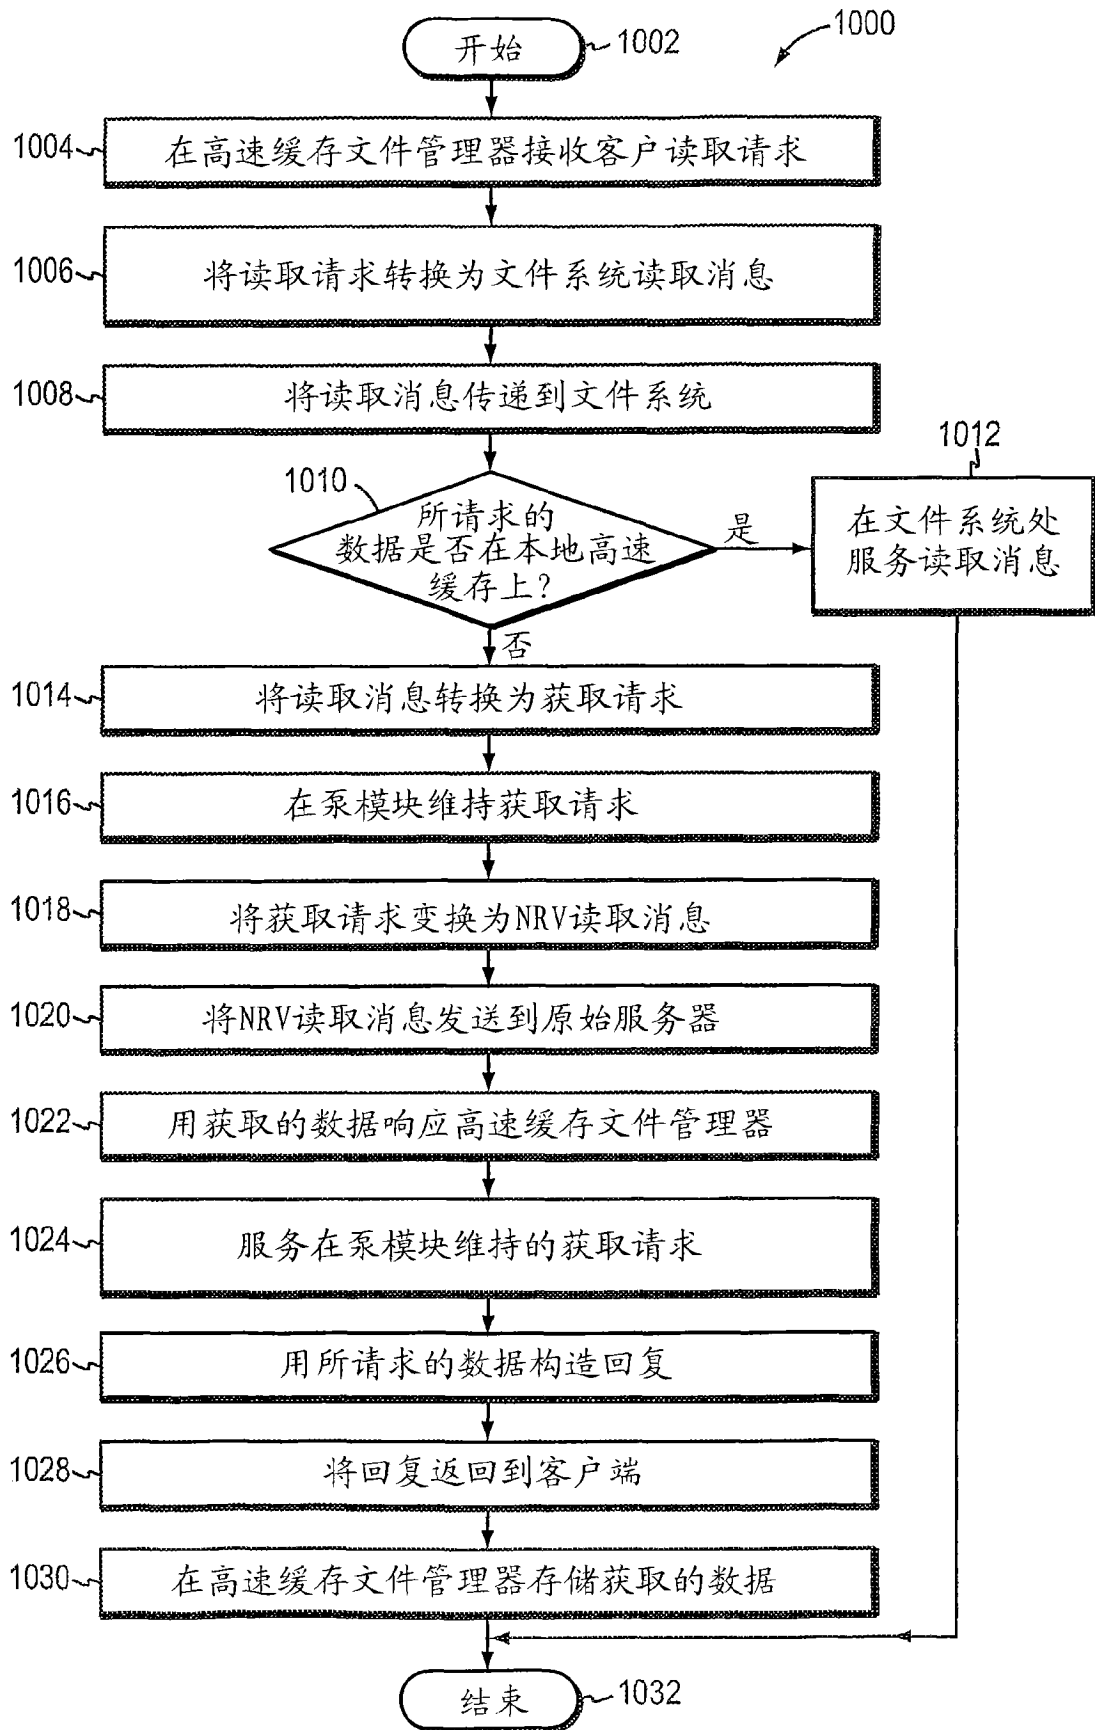 1000
开始
1002
1004
在高速缓存文件管理器接收客户读取请求
1006
将读取请求转换为文件系统读取消息
1008
将读取消息传递到文件系统
1010
所请求的
数据是否在本地高速
缓存上?
是
1012
在文件系统处
服务读取消息
否
1014
将读取消息转换为获取请求
1016
在泵模块维持获取请求
1018
将获取请求变换为NRV读取消息
1020
将NRV读取消息发送到原始服务器
1022
用获取的数据响应高速缓存文件管理器
1024
服务在泵模块维持的获取请求
1026
用所请求的数据构造回复
1028
将回复返回到客户端
1030
在高速缓存文件管理器存储获取的数据
结束
1032